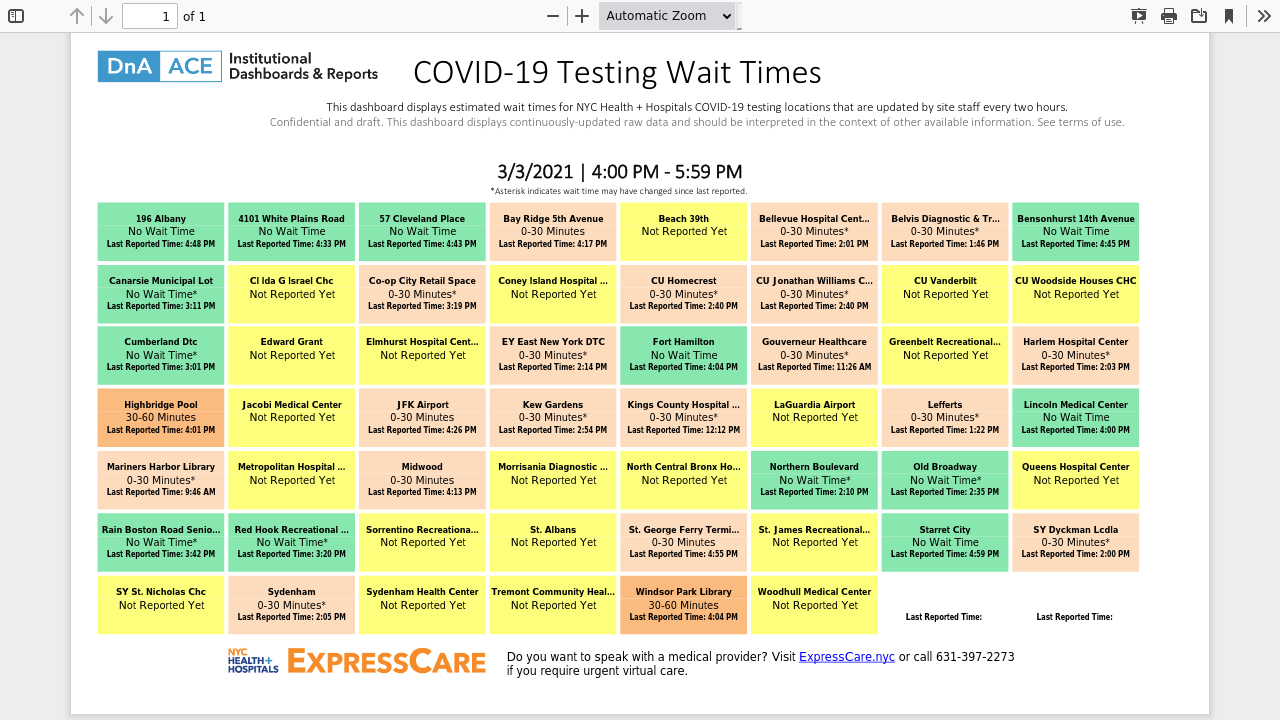 1 of 1
Automatic Zoom
DnA ACE Institutional
Dashboards & Reports
COVID-19 Testing Wait Times
This dashboard displays estimated wait times for NYC Health + Hospitals COVID-19 testing locations that are updated by site staff every two hours.
Confidential and draft. This dashboard displays continuously-updated raw data and should be interpreted in the context of other available information. See terms of use.
3/3/2021 | 4:00 PM - 5:59 PM
*Asterisk indicates wait time may have changed since last reported.
196 Albany
No Wait Time
Last Reported Time: 4:48 PM
4101 White Plains Road
No Wait Time
Last Reported Time: 4:33 PM
57 Cleveland Place
No Wait Time
Last Reported Time: 4:43 PM
Bay Ridge 5th Avenue
0-30 Minutes
Last Reported Time: 4:17 PM
Beach 39th
Not Reported Yet
Bellevue Hospital Cent...
0-30 Minutes*
Last Reported Time: 2:01 PM
Belvis Diagnostic & Tr...
0-30 Minutes*
Last Reported Time: 1:46 PM
Bensonhurst 14th Avenue
No Wait Time
Last Reported Time: 4:45 PM
Canarsie Municipal Lot
No Wait Time*
Last Reported Time: 3:11 PM
Cl Ida G Israel Chc
Not Reported Yet
Co-op City Retail Space
0-30 Minutes*
Last Reported Time: 3:19 PM
Coney Island Hospital ...
Not Reported Yet
CU Homecrest
0-30 Minutes*
Last Reported Time: 2:40 PM
CU Jonathan Williams C...
0-30 Minutes*
Last Reported Time: 2:40 PM
CU Vanderbilt
Not Reported Yet
CU Woodside Houses CHC
Not Reported Yet
Cumberland Dtc
No Wait Time*
Last Reported Time: 3:01 PM
Edward Grant
Not Reported Yet
Elmhurst Hospital Cent...
Not Reported Yet
EY East New York DTC
0-30 Minutes*
Last Reported Time: 2:14 PM
Fort Hamilton
No Wait Time
Last Reported Time: 4:04 PM
Gouverneur Healthcare
0-30 Minutes*
Last Reported Time: 11:26 AM
Greenbelt Recreational...
Not Reported Yet
Harlem Hospital Center
0-30 Minutes*
Last Reported Time: 2:03 PM
Highbridge Pool
30-60 Minutes
Last Reported Time: 4:01 PM
Jacobi Medical Center
Not Reported Yet
JFK Airport
0-30 Minutes
Last Reported Time: 4:26 PM
Kew Gardens
0-30 Minutes*
Last Reported Time: 2:54 PM
Kings County Hospital ...
0-30 Minutes*
Last Reported Time: 12:12 PM
LaGuardia Airport
Not Reported Yet
Lefferts
0-30 Minutes*
Last Reported Time: 1:22 PM
Lincoln Medical Center
No Wait Time
Last Reported Time: 4:00 PM
Mariners Harbor Library
0-30 Minutes*
Last Reported Time: 9:46 AM
Metropolitan Hospital ...
Not Reported Yet
Midwood
0-30 Minutes
Last Reported Time: 4:13 PM
Morrisania Diagnostic ...
Not Reported Yet
North Central Bronx Ho...
Not Reported Yet
Northern Boulevard
No Wait Time*
Last Reported Time: 2:10 PM
Old Broadway
No Wait Time*
Last Reported Time: 2:35 PM
Queens Hospital Center
Not Reported Yet
Rain Boston Road Senio...
No Wait Time*
Last Reported Time: 3:42 PM
Red Hook Recreational ...
No Wait Time*
Last Reported Time: 3:20 PM
Sorrentino Recreationa...
Not Reported Yet
St. Albans
Not Reported Yet
St. George Ferry Termi...
0-30 Minutes
Last Reported Time: 4:55 PM
St. James Recreational...
Not Reported Yet
Starret City
No Wait Time
Last Reported Time: 4:59 PM
SY Dyckman Lcdla
0-30 Minutes*
Last Reported Time: 2:00 PM
SY St. Nicholas Chc
Not Reported Yet
Sydenham
0-30 Minutes*
Last Reported Time: 2:05 PM
Sydenham Health Center
Not Reported Yet
Tremont Community Heal...
Not Reported Yet
Windsor Park Library
30-60 Minutes
Last Reported Time: 4:04 PM
Woodhull Medical Center
Not Reported Yet
Last Reported Time:
Last Reported Time:
NYC
HEALTH+
HOSPITALS
EXPRESSCARE
Do you want to speak with a medical provider? Visit ExpressCare.nyc or call 631-397-2273
if you require urgent virtual care.